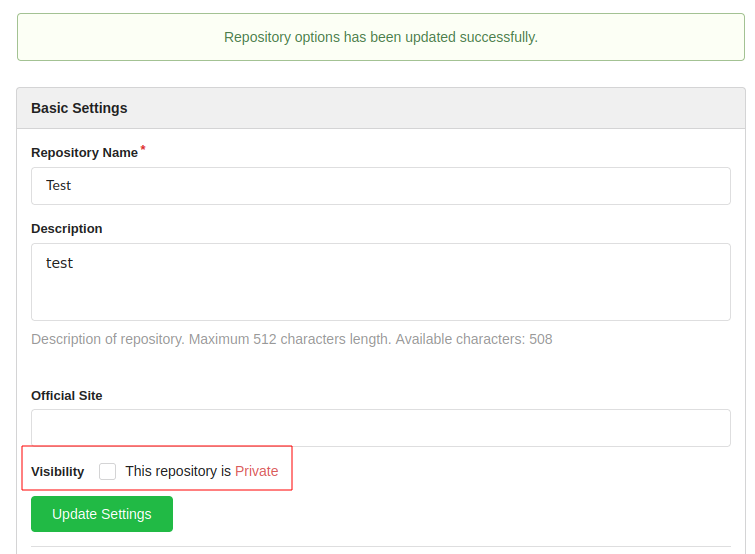 Repository options has been updated successfully.
Basic Settings
Repository Name *
Test
Description
test
Description of repository. Maximum 512 characters length. Available characters: 508
Official Site
Visibility This repository is Private
Update Settings